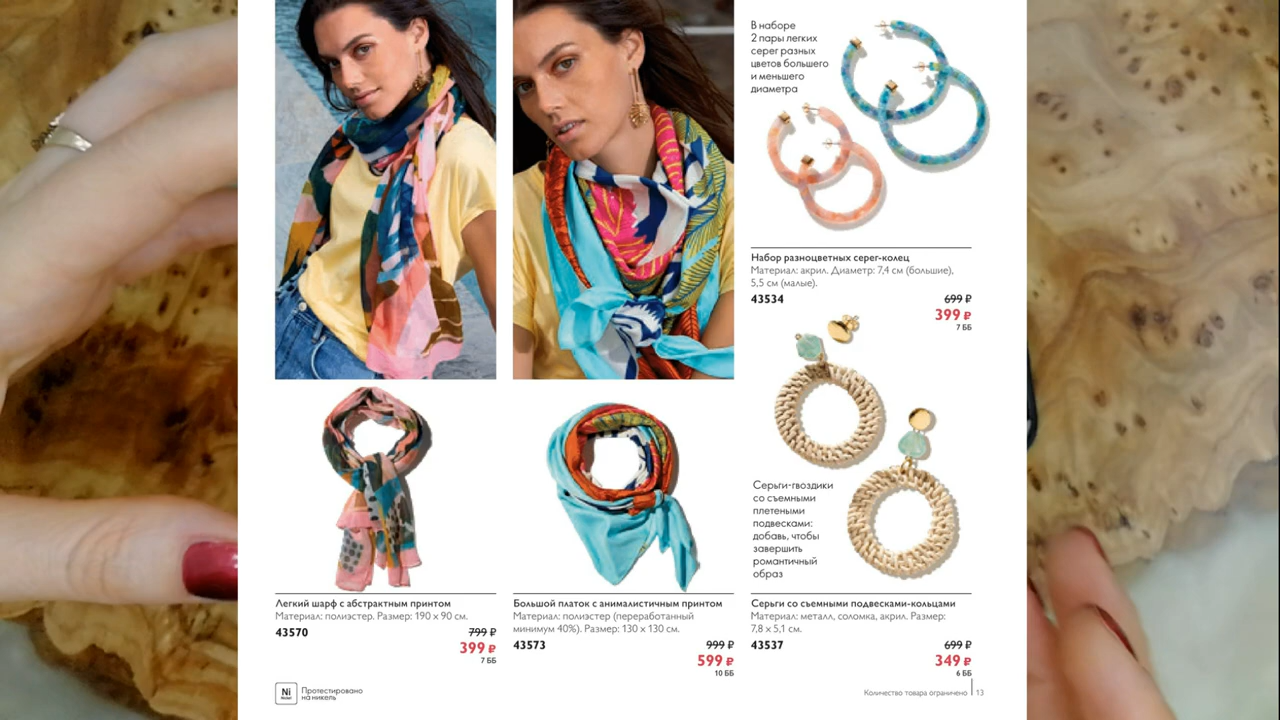 В наборе
2 пары легких
серег разных
цветов большего
и меньшего
диаметра
Набор разноцветных серег-колец
Материал: акрил. Диаметр: 7,4 см (большие),
5,5 см (малые).
43534
699 ₽
399 ₽
7 ББ
Серьги-гвоздики
со съемными
плетеными
подвесками:
добавь, чтобы
завершить
романтичный
образ
Легкий шарф с абстрактным принтом
Материал: полиэстер. Размер: 190 х 90 см.
43570
799 ₽
399 ₽
7 ББ
Большой платок с анималистичным принтом
Материал: полиэстер (переработанный
минимум 40%). Размер: 130 х 130 см.
43573
999 ₽
599 ₽
10 ББ
Серьги со съемными подвесками-кольцами
Материал: металл, соломка, акрил. Размер:
7,8 х 5,1 см.
43537
699 ₽
349 ₽
6 ББ
Ni
Протестировано
на никель
Количество товара ограничено
13